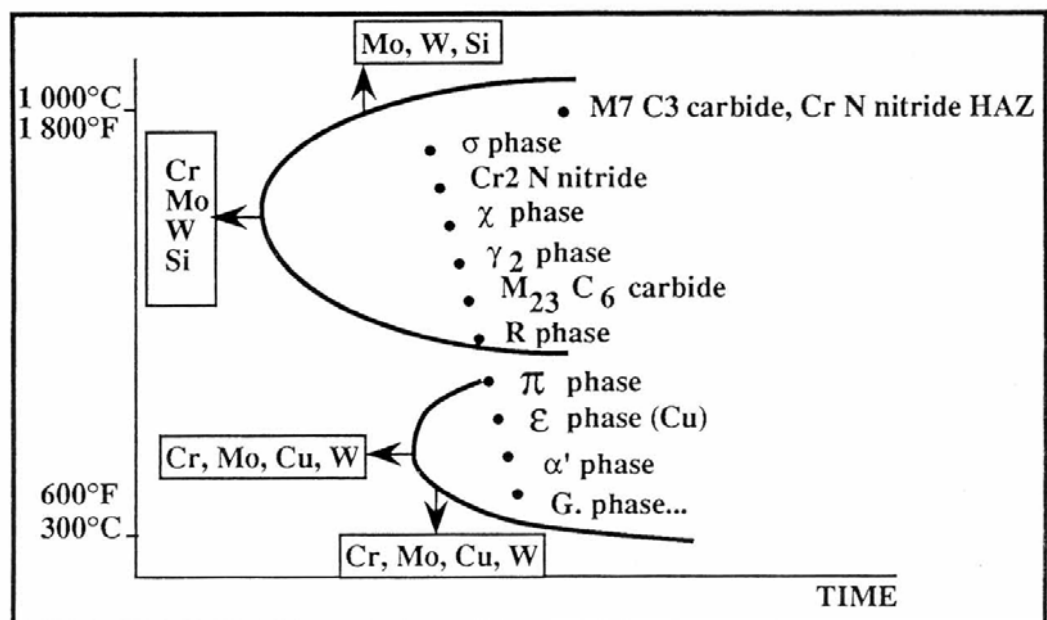 Mo, W, Si
1 000°C
1 800°F
M7 C3 carbide, Cr N nitride HAZ
σ phase
Cr2 N nitride
χ phase
γ2 phase
M23 C6 carbide
R phase
Cr
Mo
W
Si
π phase
ε phase (Cu)
Cr, Mo, Cu, W
α' phase
600°F
G. phase...
300°C
Cr, Mo, Cu, W
TIME